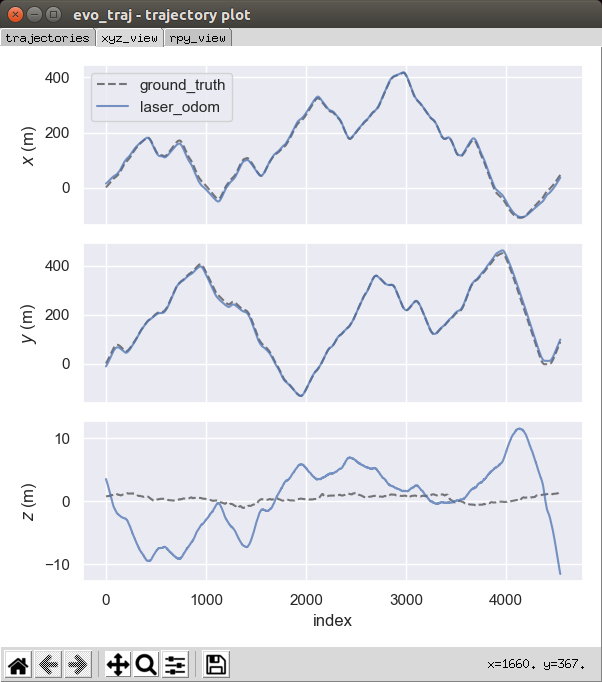 evo_traj - trajectory plot
trajectories xyz_view rpy_view
ground_truth
laser_odom
400
200
0
x (m)
400
200
0
y (m)
10
0
−10
z (m)
0 1000 2000 3000 4000
index
x=1660. y=367.